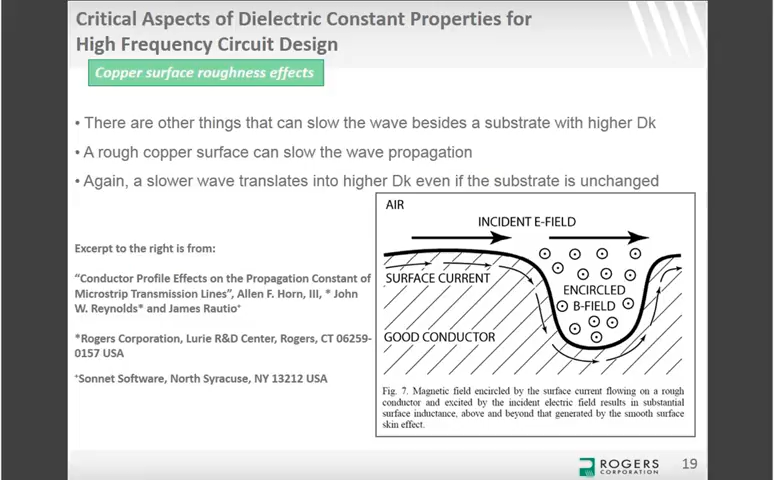 Critical Aspects of Dielectric Constant Properties for
High Frequency Circuit Design
Copper surface roughness effects
• There are other things that can slow the wave besides a substrate with higher Dk
• A rough copper surface can slow the wave propagation
• Again, a slower wave translates into higher Dk even if the substrate is unchanged
Excerpt to the right is from:
“Conductor Profile Effects on the Propagation Constant of
Microstrip Transmission Lines”, Allen F. Horn, III, * John
W. Reynolds* and James Rautio+
*Rogers Corporation, Lurie R&D Center, Rogers, CT 06259-
0157 USA
+Sonnet Software, North Syracuse, NY 13212 USA
AIR
INCIDENT E-FIELD
SURFACE CURRENT
ENCIRCLED
B-FIELD
GOOD CONDUCTOR
Fig. 7. Magnetic field encircled by the surface current flowing on a rough
conductor and excited by the incident electric field results in substantial
surface inductance, above and beyond that generated by the smooth surface
skin effect.
ROGERS
CORPORATION
19